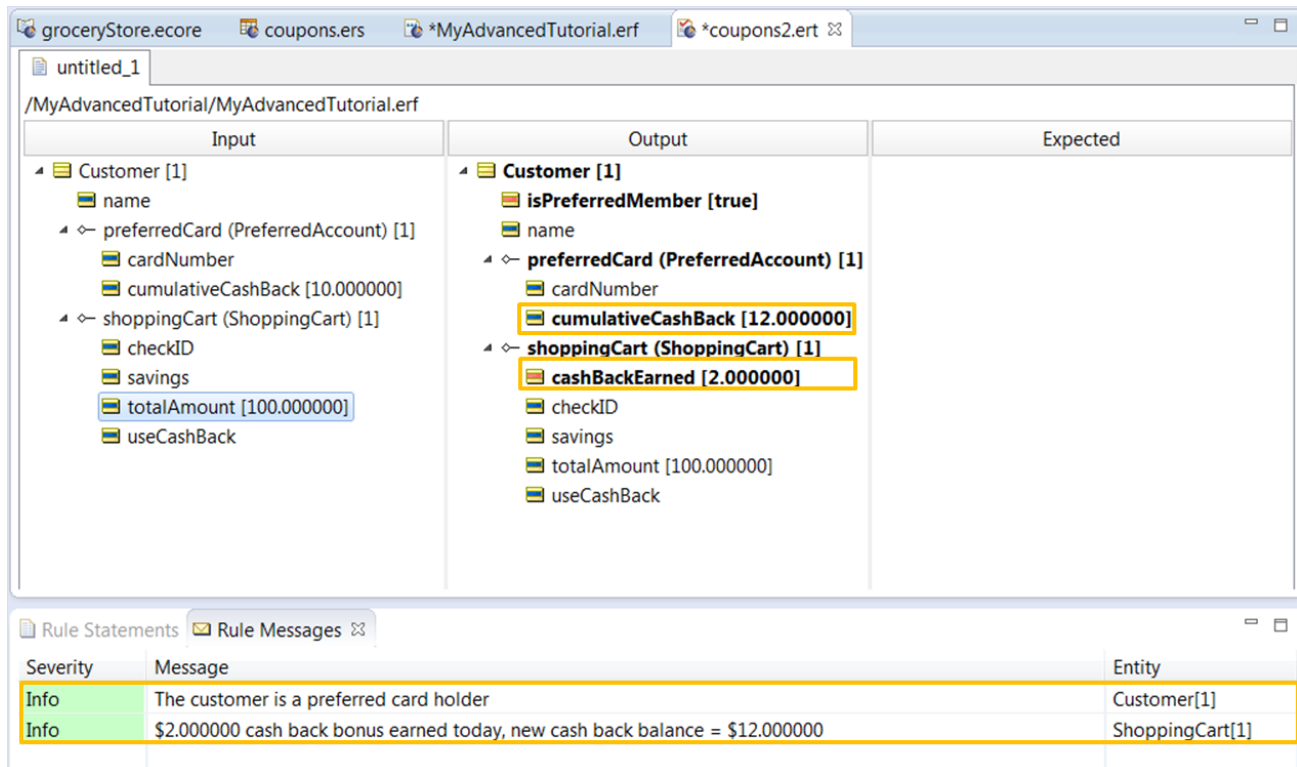 groceryStore.ecore coupons.ers *MyAdvancedTutorial.erf *coupons2.ert
untitled_1
/MyAdvancedTutorial/MyAdvancedTutorial.erf
Input Output Expected
Customer [1]
name
preferredCard (PreferredAccount) [1]
cardNumber
cumulativeCashBack [10.000000]
shoppingCart (ShoppingCart) [1]
checkID
savings
totalAmount [100.000000]
useCashBack
Customer [1]
isPreferredMember [true]
name
preferredCard (PreferredAccount) [1]
cardNumber
cumulativeCashBack [12.000000]
shoppingCart (ShoppingCart) [1]
cashBackEarned [2.000000]
checkID
savings
totalAmount [100.000000]
useCashBack
Rule Statements Rule Messages
Severity Message Entity
Info The customer is a preferred card holder Customer[1]
Info $2.000000 cash back bonus earned today, new cash back balance = $12.000000 ShoppingCart[1]